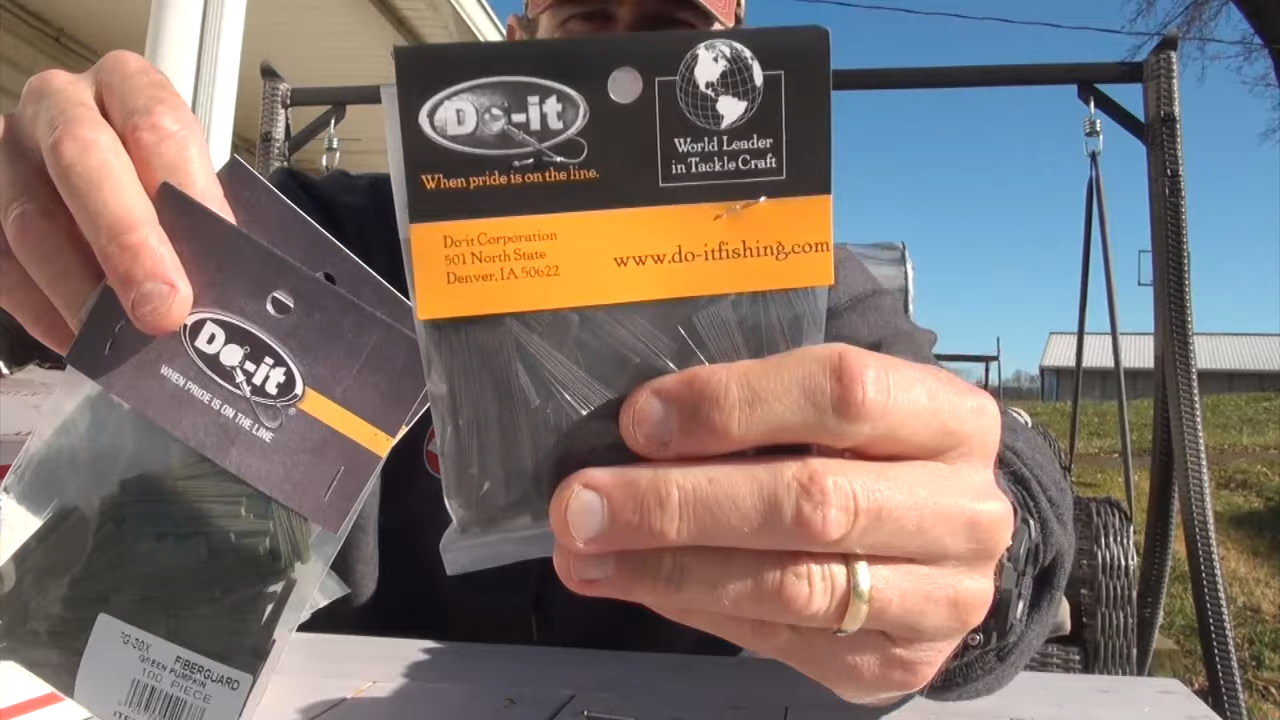 Do-it
When pride is on the line.
World Leader
in Tackle Craft
Do-it Corporation
501 North State
Denver, IA 50622
www.do-itfishing.com
Do-it
WHEN PRIDE IS ON THE LINE
FG-30X FIBERGUARD
GREEN PUMPKIN
100 PIECE